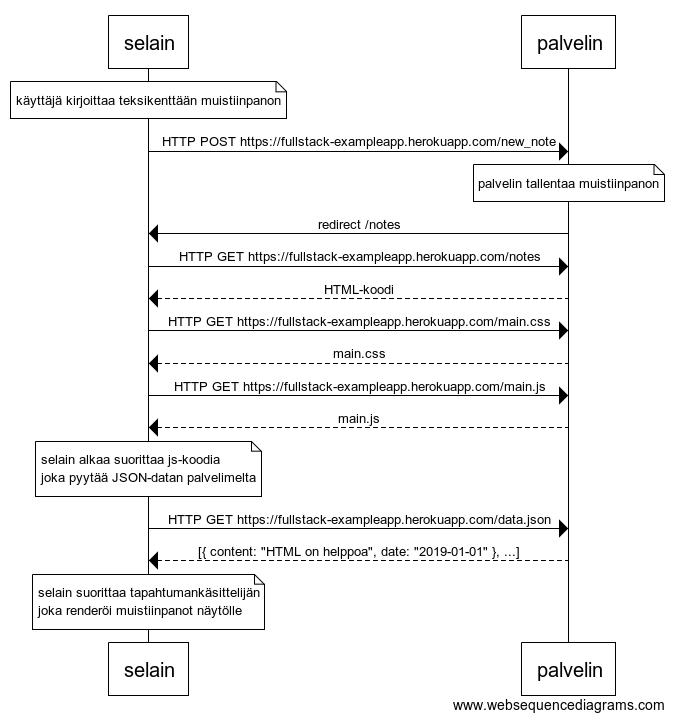 selain palvelin
käyttäjä kirjoittaa teksikenttään muistiinpanon
HTTP POST https://fullstack-exampleapp.herokuapp.com/new_note
palvelin tallentaa muistiinpanon
redirect /notes
HTTP GET https://fullstack-exampleapp.herokuapp.com/notes
HTML-koodi
HTTP GET https://fullstack-exampleapp.herokuapp.com/main.css
main.css
HTTP GET https://fullstack-exampleapp.herokuapp.com/main.js
main.js
selain alkaa suorittaa js-koodia
joka pyytää JSON-datan palvelimelta
HTTP GET https://fullstack-exampleapp.herokuapp.com/data.json
[{ content: "HTML on helppoa", date: "2019-01-01" }, ...]
selain suorittaa tapahtumankäsittelijän
joka renderöi muistiinpanot näytölle
selain palvelin
www.websequencediagrams.com